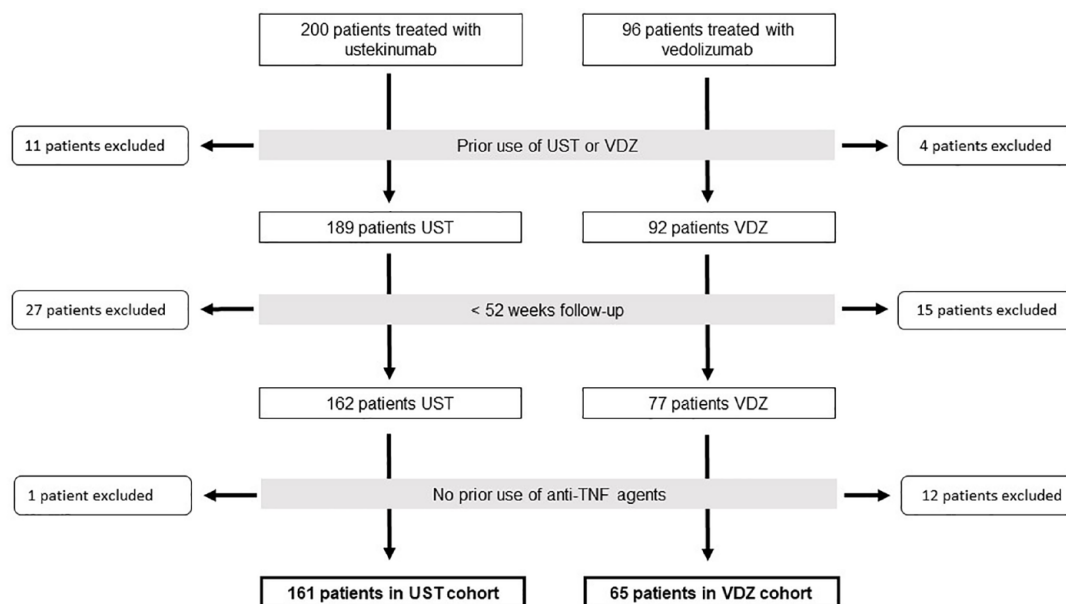 200 patients treated with
ustekinumab
96 patients treated with
vedolizumab
11 patients excluded
Prior use of UST or VDZ
4 patients excluded
189 patients UST
92 patients VDZ
27 patients excluded
< 52 weeks follow-up
15 patients excluded
162 patients UST
77 patients VDZ
1 patient excluded
No prior use of anti-TNF agents
12 patients excluded
161 patients in UST cohort
65 patients in VDZ cohort